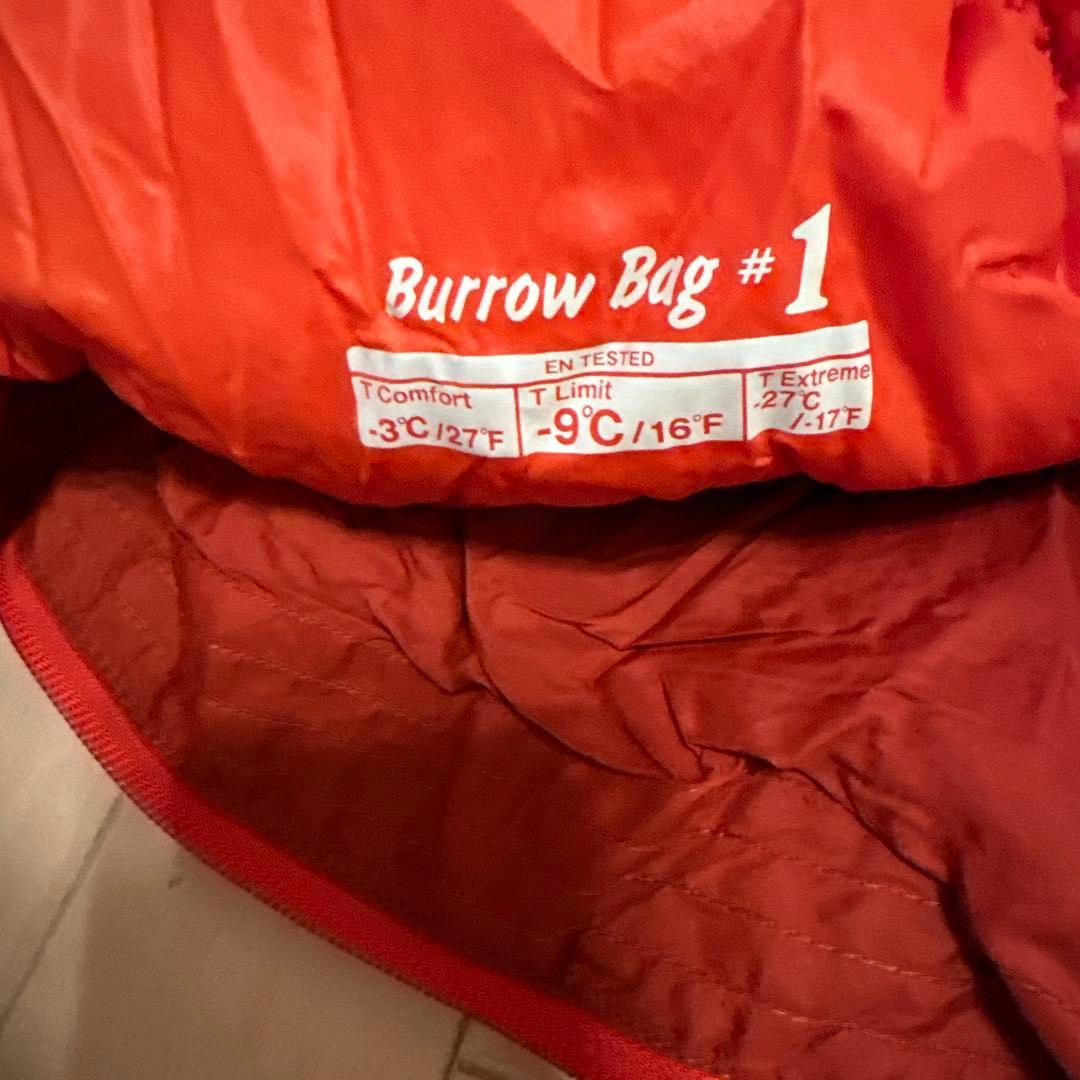 Burrow Bag #1
EN TESTED
T Comfort
-3℃/27°F
T Limit
-9℃/16°F
T Extreme
-27℃
/-17°F